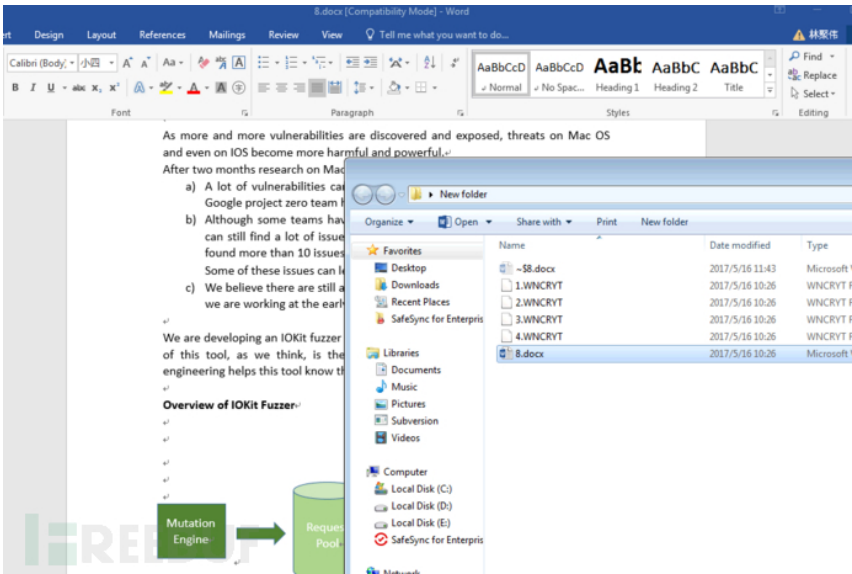 8.docx [Compatibility Mode] - Word
Design Layout References Mailings Review View Tell me what you want to do...
林聚伟
Calibri (Body) 小四 A A Aa A
AaBbCcD AaBbCcD AaBb AaBbC AaBbC
Find
Replace
Select
B I U abc X₂ X² A A A
Normal No Spac... Heading 1 Heading 2 Title
Font Paragraph Styles Editing
As more and more vulnerabilities are discovered and exposed, threats on Mac OS
and even on IOS become more harmful and powerful.
After two months research on Mac
a) A lot of vulnerabilities
Google project zero team
b) Although some teams
can still find a lot of issue
found more than 10 issues
Some of these issues can
c) We believe there are still a
we are working at the
We are developing an IOKit fuzzer
of this tool, as we think, is the
engineering helps this tool know
Overview of IOKit Fuzzer
Mutation
Engine
Reques
Pool
FREEBUF
New folder
Organize Open Share with Print New folder
Favorites
Desktop
Downloads
Recent Places
SafeSync for Enterpris
Libraries
Documents
Music
Pictures
Subversion
Videos
Computer
Local Disk (C:)
Local Disk (D:)
Local Disk (E:)
SafeSync for Enterpris
Network
Name Date modified Type
~$8.docx 2017/5/16 11:43 Microsoft
1.WNCRYT 2017/5/16 10:26 WNCRYT F
2.WNCRYT 2017/5/16 10:26 WNCRYT F
3.WNCRYT 2017/5/16 10:26 WNCRYT F
4.WNCRYT 2017/5/16 10:26 WNCRYT F
8.docx 2017/5/16 10:26 Microsoft